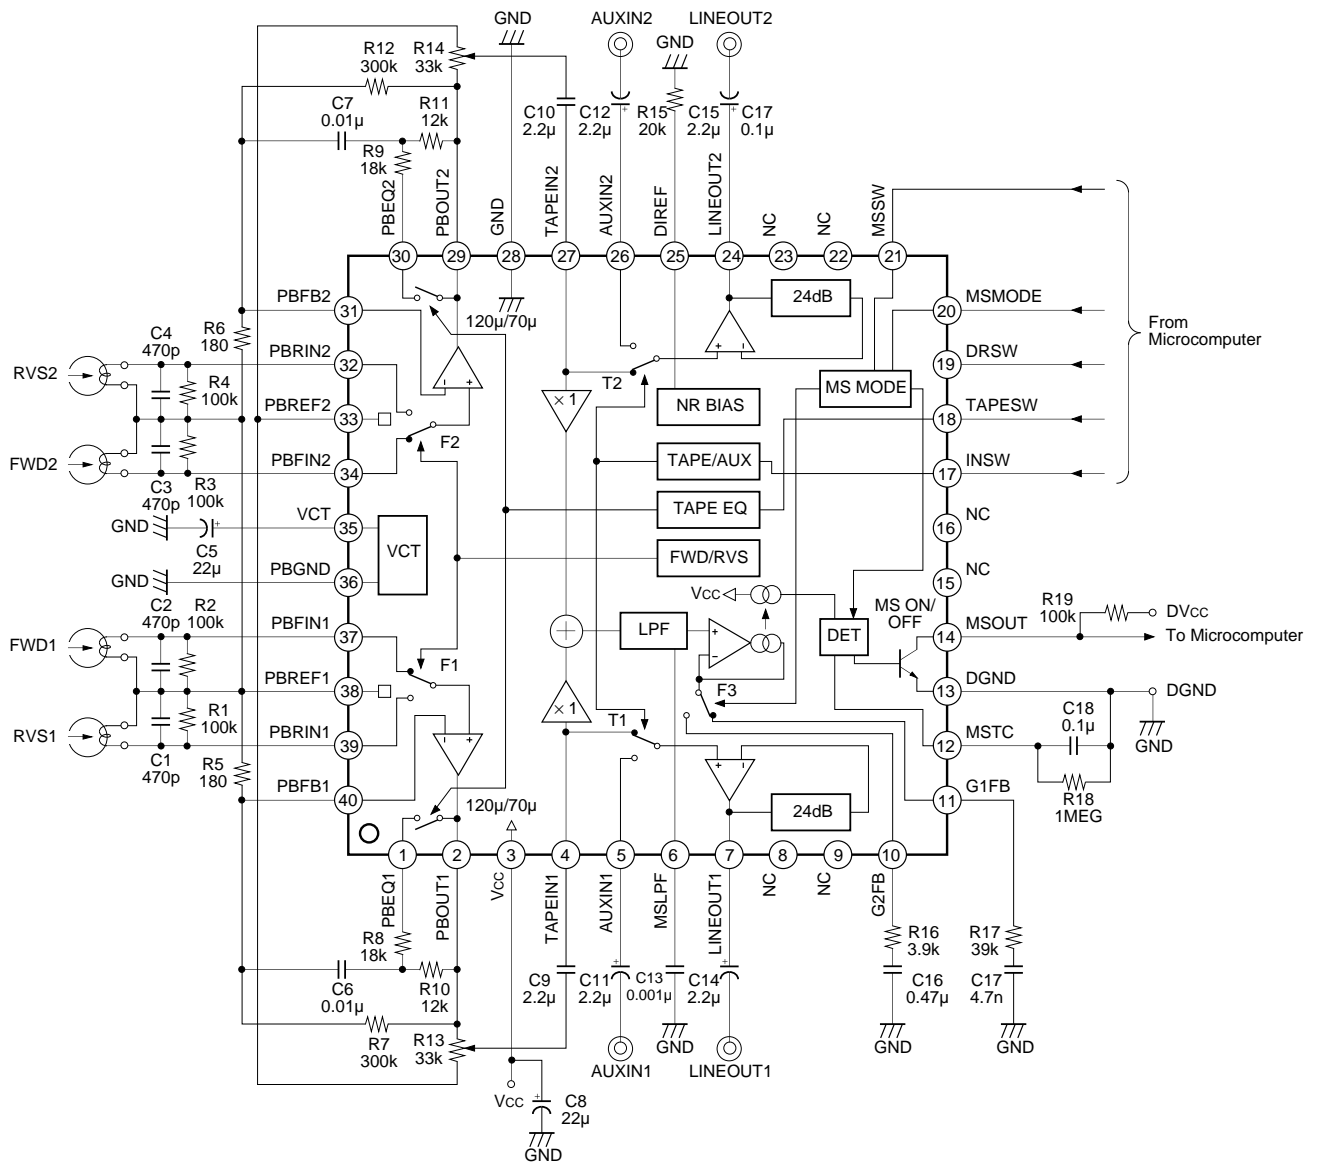 GND
AUXIN2
LINEOUT2
GND
R12
300k
R14
33k
C7
0.01µ
R11
12k
R9
18k
C10
2.2µ
C12
2.2µ
R15
20k
C15
2.2µ
C17
0.1µ
PBEQ2
PBOUT2
GND
TAPEIN2
AUXIN2
DIREF
LINEOUT2
NC
NC
MSSW
30
29
28
27
26
25
24
23
22
21
PBFB2
31
120µ/70µ
24dB
20
MSMODE
From
Microcomputer
C4
470p
R6
180
PBRIN2
32
RVS2
R4
100k
T2
MS MODE
19
DRSW
PBREF2
33
× 1
NR BIAS
18
TAPESW
F2
FWD2
PBFIN2
34
TAPE/AUX
17
INSW
C3
470p
R3
100k
TAPE EQ
GND
VCT
35
VCT
16
NC
C5
22µ
FWD/RVS
GND
PBGND
36
15
NC
VCC
C2
470p
R2
100k
MS ON/
OFF
R19
100k
DVCC
FWD1
PBFIN1
37
LPF
DET
14
MSOUT
To Microcomputer
F1
PBREF1
38
F3
13
DGND
DGND
R1
100k
× 1
T1
C18
0.1µ
GND
RVS1
PBRIN1
39
12
MSTC
C1
470p
R5
180
R18
1MEG
PBFB1
40
120µ/70µ
24dB
11
G1FB
1
2
3
4
5
6
7
8
9
10
PBEQ1
PBOUT1
VCC
TAPEIN1
AUXIN1
MSLPF
LINEOUT1
NC
NC
G2FB
R8
18k
R16
3.9k
R17
39k
C6
0.01µ
R10
12k
C9
2.2µ
C11
2.2µ
C13
0.001µ
C14
2.2µ
C16
0.47µ
C17
4.7n
R7
300k
R13
33k
GND
GND
GND
AUXIN1
LINEOUT1
VCC
C8
22µ
GND